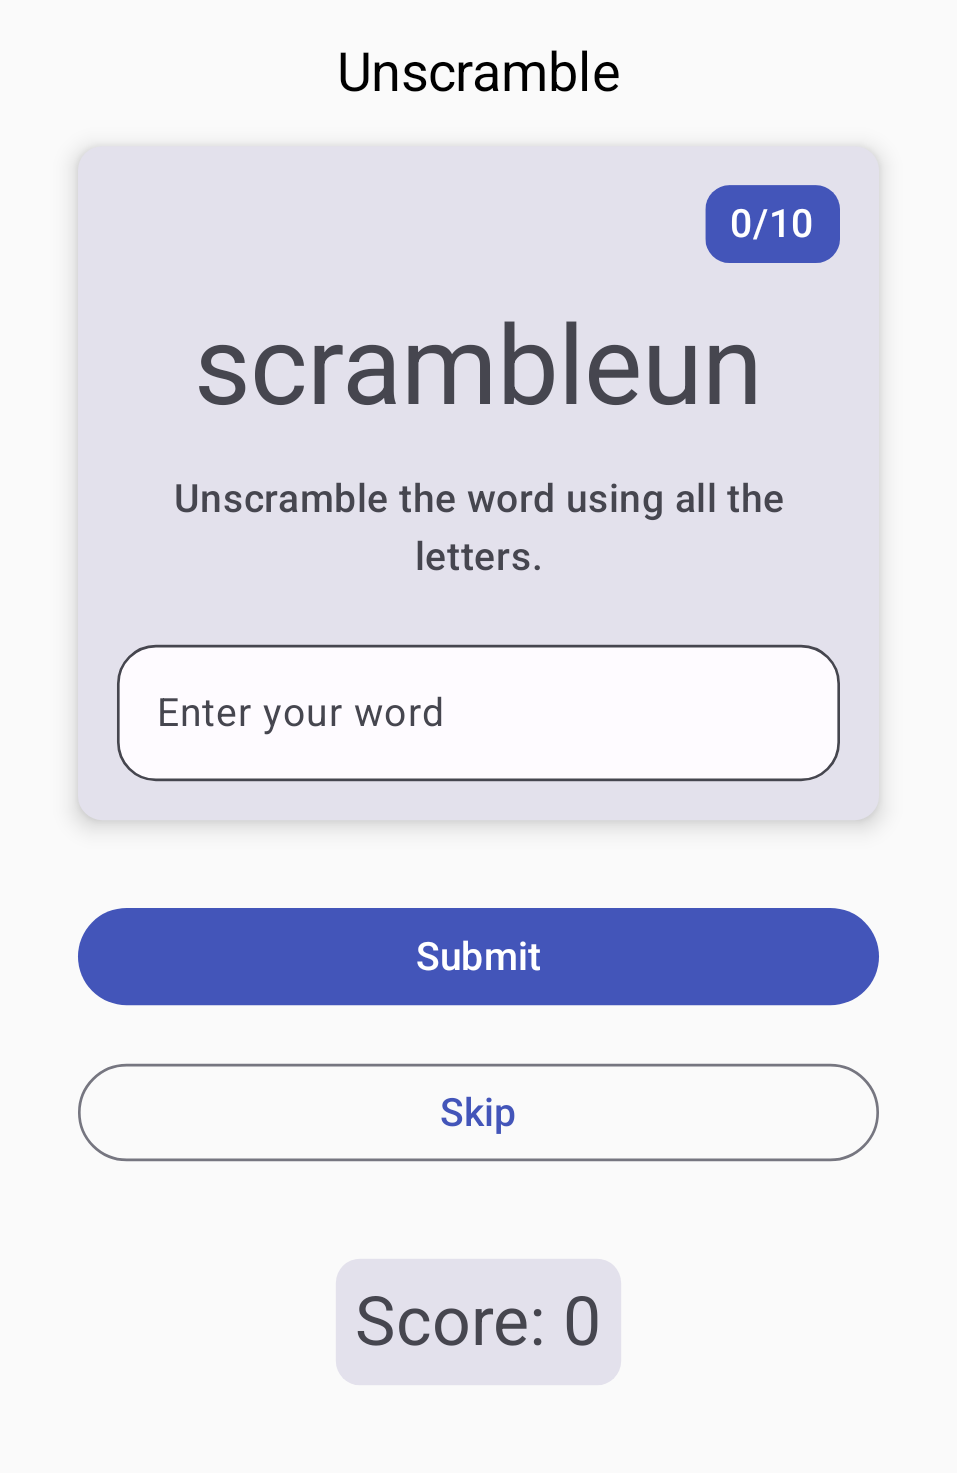 Unscramble
0/10
scrambleun
Unscramble the word using all the
letters.
Enter your word
Submit
Skip
Score: 0